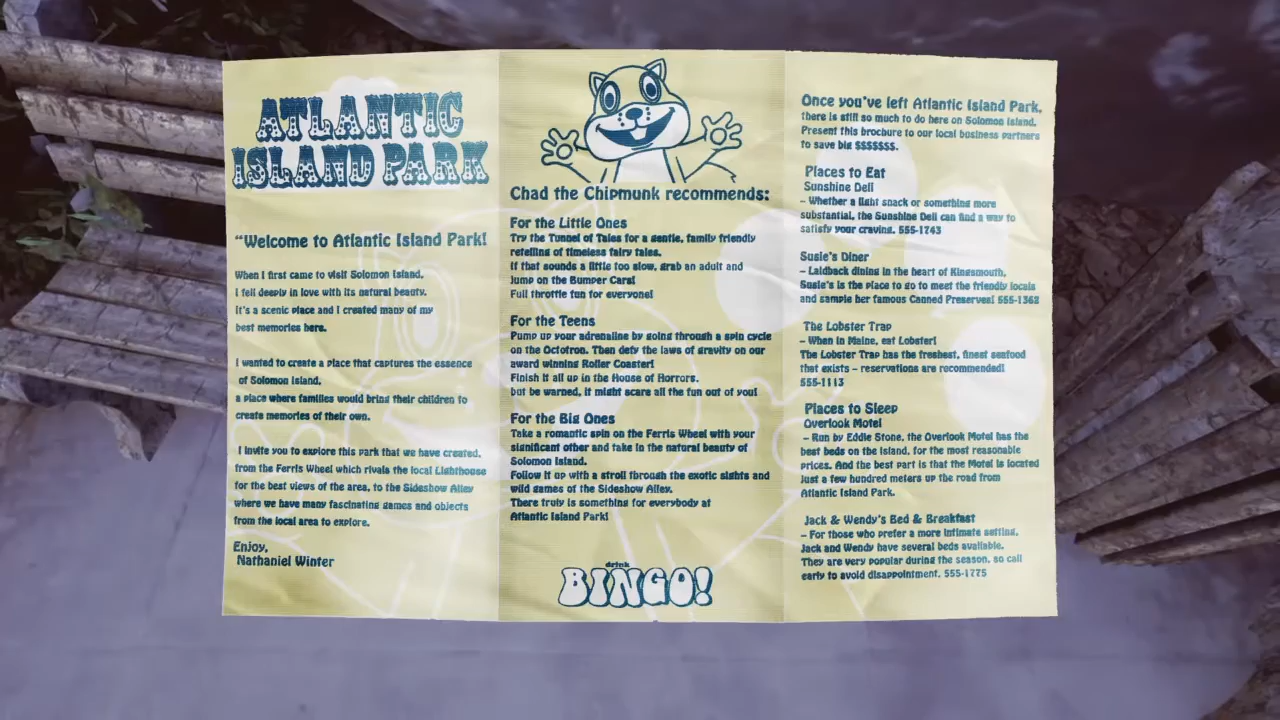 ATLANTIC
ISLAND PARK
"Welcome to Atlantic Island Park!
When I first came to visit Solomon Island,
I fell deeply in love with its natural beauty.
It's a scenic place and I created many of my
best memories here.
I wanted to create a place that captures the essence
of Solomon Island,
a place where families would bring their children to
create memories of their own.
I invite you to explore this park that we have created,
from the Ferris Wheel which rivals the local Lighthouse
for the best views of the area, to the Sideshow Alley
where we have many fascinating games and objects
from the local area to explore.
Enjoy,
Nathaniel Winter
Chad the Chipmunk recommends:
For the Little Ones
Try the Tunnel of Tales for a gentle, family friendly
retelling of timeless fairy tales.
If that sounds a little too slow, grab an adult and
jump on the Bumper Cars!
Full throttle fun for everyone!
For the Teens
Pump up your adrenaline by going through a spin cycle
on the Octotron. Then defy the laws of gravity on our
award winning Roller Coaster!
Finish it all up in the House of Horrors.
but be warned, it might scare all the fun out of you!
For the Big Ones
Take a romantic spin on the Ferris Wheel with your
significant other and take in the natural beauty of
Solomon Island.
Follow it up with a stroll through the exotic sights and
wild games of the Sideshow Alley.
There truly is something for everybody at
Atlantic Island Park!
drink
BINGO!
Once you've left Atlantic Island Park,
there is still so much to do here on Solomon Island.
Present this brochure to our local business partners
to save big $$$$$$$.
Places to Eat
Sunshine Deli
- Whether a light snack or something more
substantial, the Sunshine Deli can find a way to
satisfy your craving. 555-1743
Susie's Diner
- Laidback dining in the heart of Kingsmouth,
Susie's is the place to go to meet the friendly locals
and sample her famous Canned Preserves! 555-1362
The Lobster Trap
- When in Maine, eat Lobster!
The Lobster Trap has the freshest, finest seafood
that exists – reservations are recommended!
555-1113
Places to Sleep
Overlook Motel
- Run by Eddie Stone, the Overlook Motel has the
best beds on the island, for the most reasonable
prices. And the best part is that the Motel is located
just a few hundred meters up the road from
Atlantic Island Park.
Jack & Wendy's Bed & Breakfast
- For those who prefer a more intimate setting,
Jack and Wendy have several beds available.
They are very popular during the season, so call
early to avoid disappointment. 555-1775